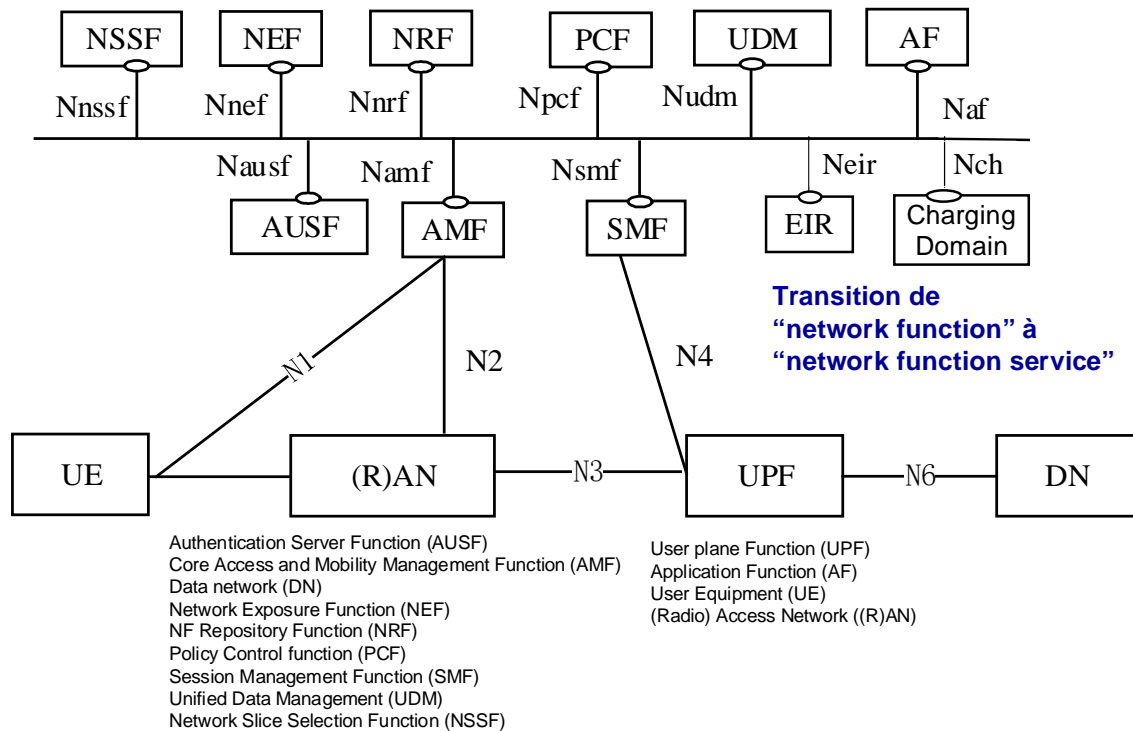 NSSF NEF NRF PCF UDM AF
Nnssf Nnef Nnrf Npcf Nudm Naf
Nausf Namf Nsmf Neir Nch
AUSF AMF SMF EIR Charging
Domain
Transition de
“network function” à
“network function service”
N1 N2 N4
UE (R)AN N3 UPF N6 DN
Authentication Server Function (AUSF)
Core Access and Mobility Management Function (AMF)
Data network (DN)
Network Exposure Function (NEF)
NF Repository Function (NRF)
Policy Control function (PCF)
Session Management Function (SMF)
Unified Data Management (UDM)
Network Slice Selection Function (NSSF)
User plane Function (UPF)
Application Function (AF)
User Equipment (UE)
(Radio) Access Network ((R)AN)